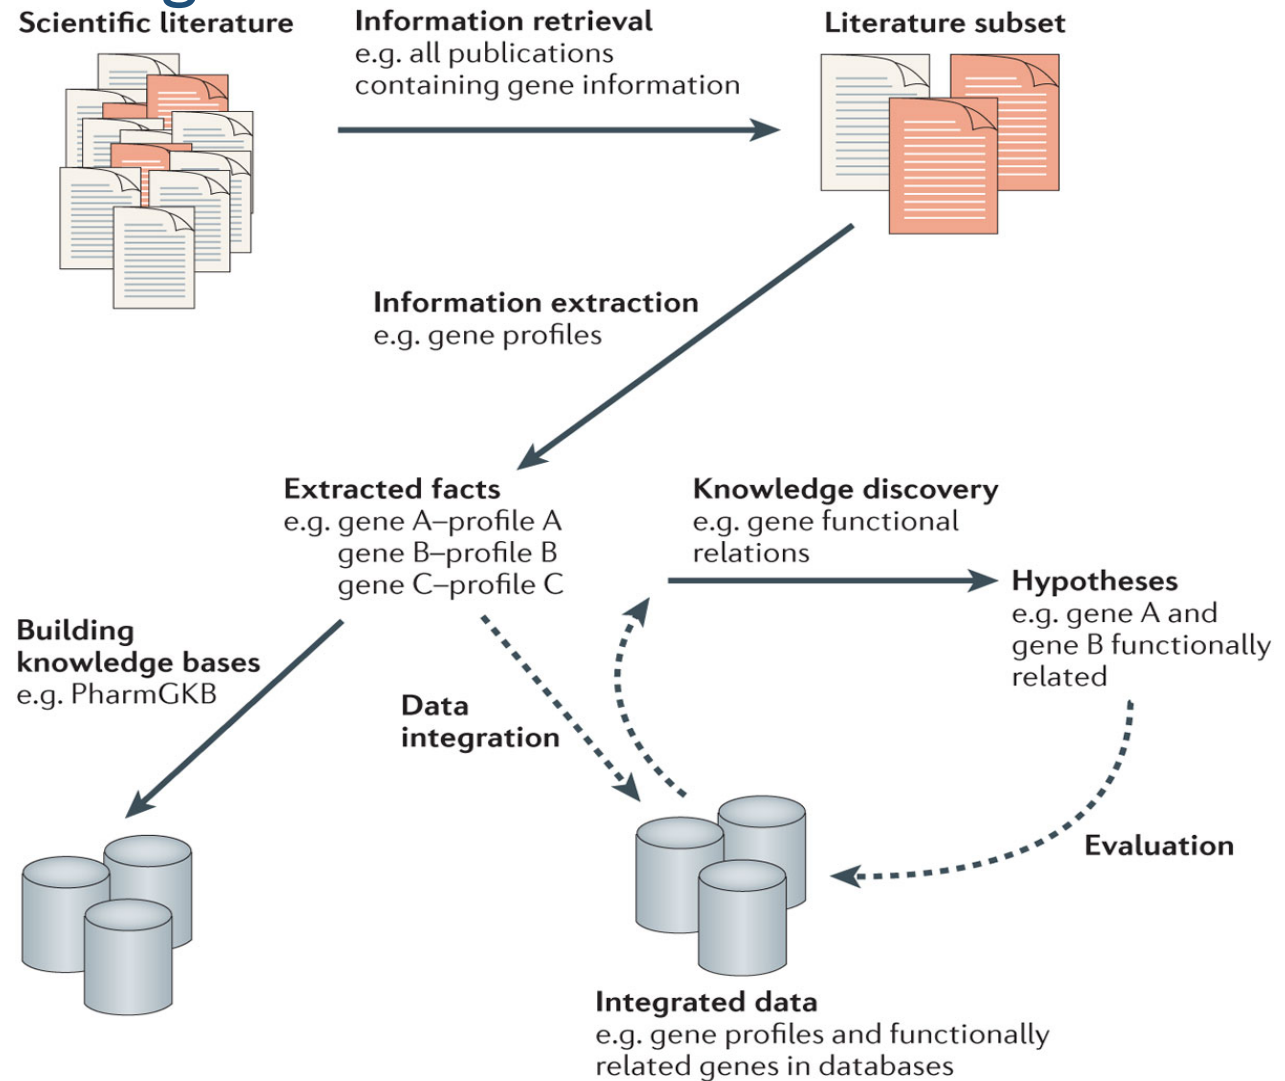 Scientific literature
Information retrieval
e.g. all publications
containing gene information
Literature subset
Information extraction
e.g. gene profiles
Extracted facts
e.g. gene A–profile A
gene B–profile B
gene C–profile C
Knowledge discovery
e.g. gene functional
relations
Hypotheses
e.g. gene A and
gene B functionally
related
Building
knowledge bases
e.g. PharmGKB
Data
integration
Evaluation
Integrated data
e.g. gene profiles and functionally
related genes in databases